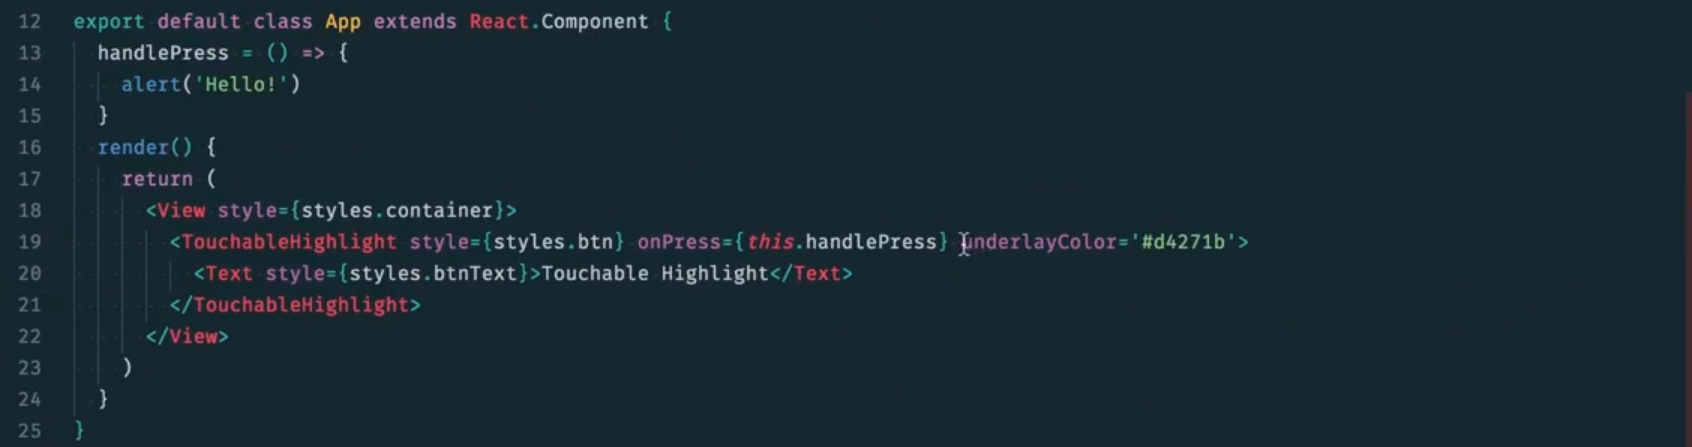 12 export default class App extends React.Component {
13 handlePress = () => {
14 alert('Hello!')
15 }
16 render() {
17 return (
18 <View style={styles.container}>
19 <TouchableHighlight style={styles.btn} onPress={this.handlePress} underlayColor='#d4271b'>
20 <Text style={styles.btnText}>Touchable Highlight</Text>
21 </TouchableHighlight>
22 </View>
23 )
24 }
25 }